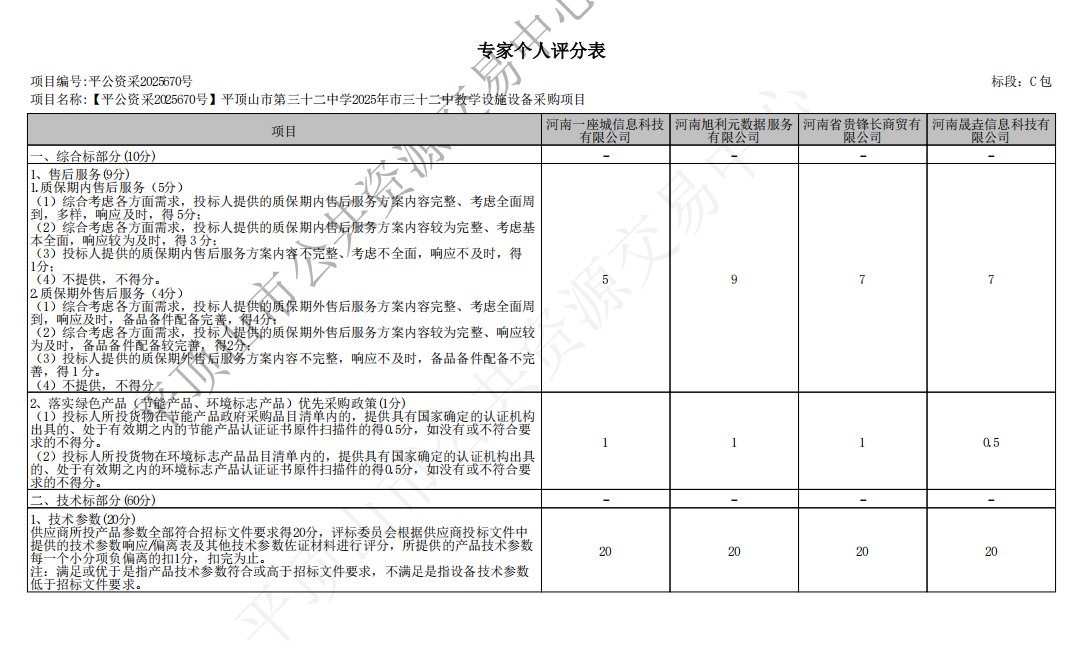 专家个人评分表
项目编号:平公资采2025670号
标段：C包
项目名称:【平公资采2025670号】平顶山市第三十二中学2025年市三十二中教学设施设备采购项目
项目
河南一座城信息科技有限公司
河南旭利元数据服务有限公司
河南省贵锋长商贸有限公司
河南晟垚信息科技有限公司
一、综合标部分(10分)
－ － － －
1、售后服务(9分)
1.质保期内售后服务（5分）
（1）综合考虑各方面需求，投标人提供的质保期内售后服务方案内容完整、考虑全面周
到，多样，响应及时，得5分；
（2）综合考虑各方面需求，投标人提供的质保期内售后服务方案内容较为完整、考虑基
本全面，响应较为及时，得3分；
（3）投标人提供的质保期内售后服务方案内容不完整、考虑不全面，响应不及时，得
1分；
（4）不提供，不得分。
2.质保期外售后服务（4分）
（1）综合考虑各方面需求，投标人提供的质保期外售后服务方案内容完整、考虑全面周
到，响应及时，备品备件配备完善，得4分；
（2）综合考虑各方面需求，投标人提供的质保期外售后服务方案内容较为完整、响应较
为及时，备品备件配备较完善，得2分；
（3）投标人提供的质保期外售后服务方案内容不完整，响应不及时，备品备件配备不完
善，得1分。
（4）不提供，不得分。
5 9 7 7
2、落实绿色产品（节能产品、环境标志产品）优先采购政策(1分)
（1）投标人所投货物在节能产品政府采购品目清单内的，提供具有国家确定的认证机构
出具的、处于有效期之内的节能产品认证证书原件扫描件的得0.5分，如没有或不符合要
求的不得分。
（2）投标人所投货物在环境标志产品品目清单内的，提供具有国家确定的认证机构出具
的、处于有效期之内的环境标志产品认证证书原件扫描件的得0.5分，如没有或不符合要
求的不得分。
1 1 1 0.5
二、技术标部分(60分)
－ － － －
1、技术参数(20分)
供应商所投产品参数全部符合招标文件要求得20分，评标委员会根据供应商投标文件中
提供的技术参数响应/偏离表及其他技术参数佐证材料进行评分，所提供的产品技术参数
每一个小分项负偏离的扣1分，扣完为止。
注：满足或优于是指产品技术参数符合或高于招标文件要求，不满足是指设备技术参数
低于招标文件要求。
20 20 20 20
平顶山市公共资源交易中心
平顶山市公共资源交易中心